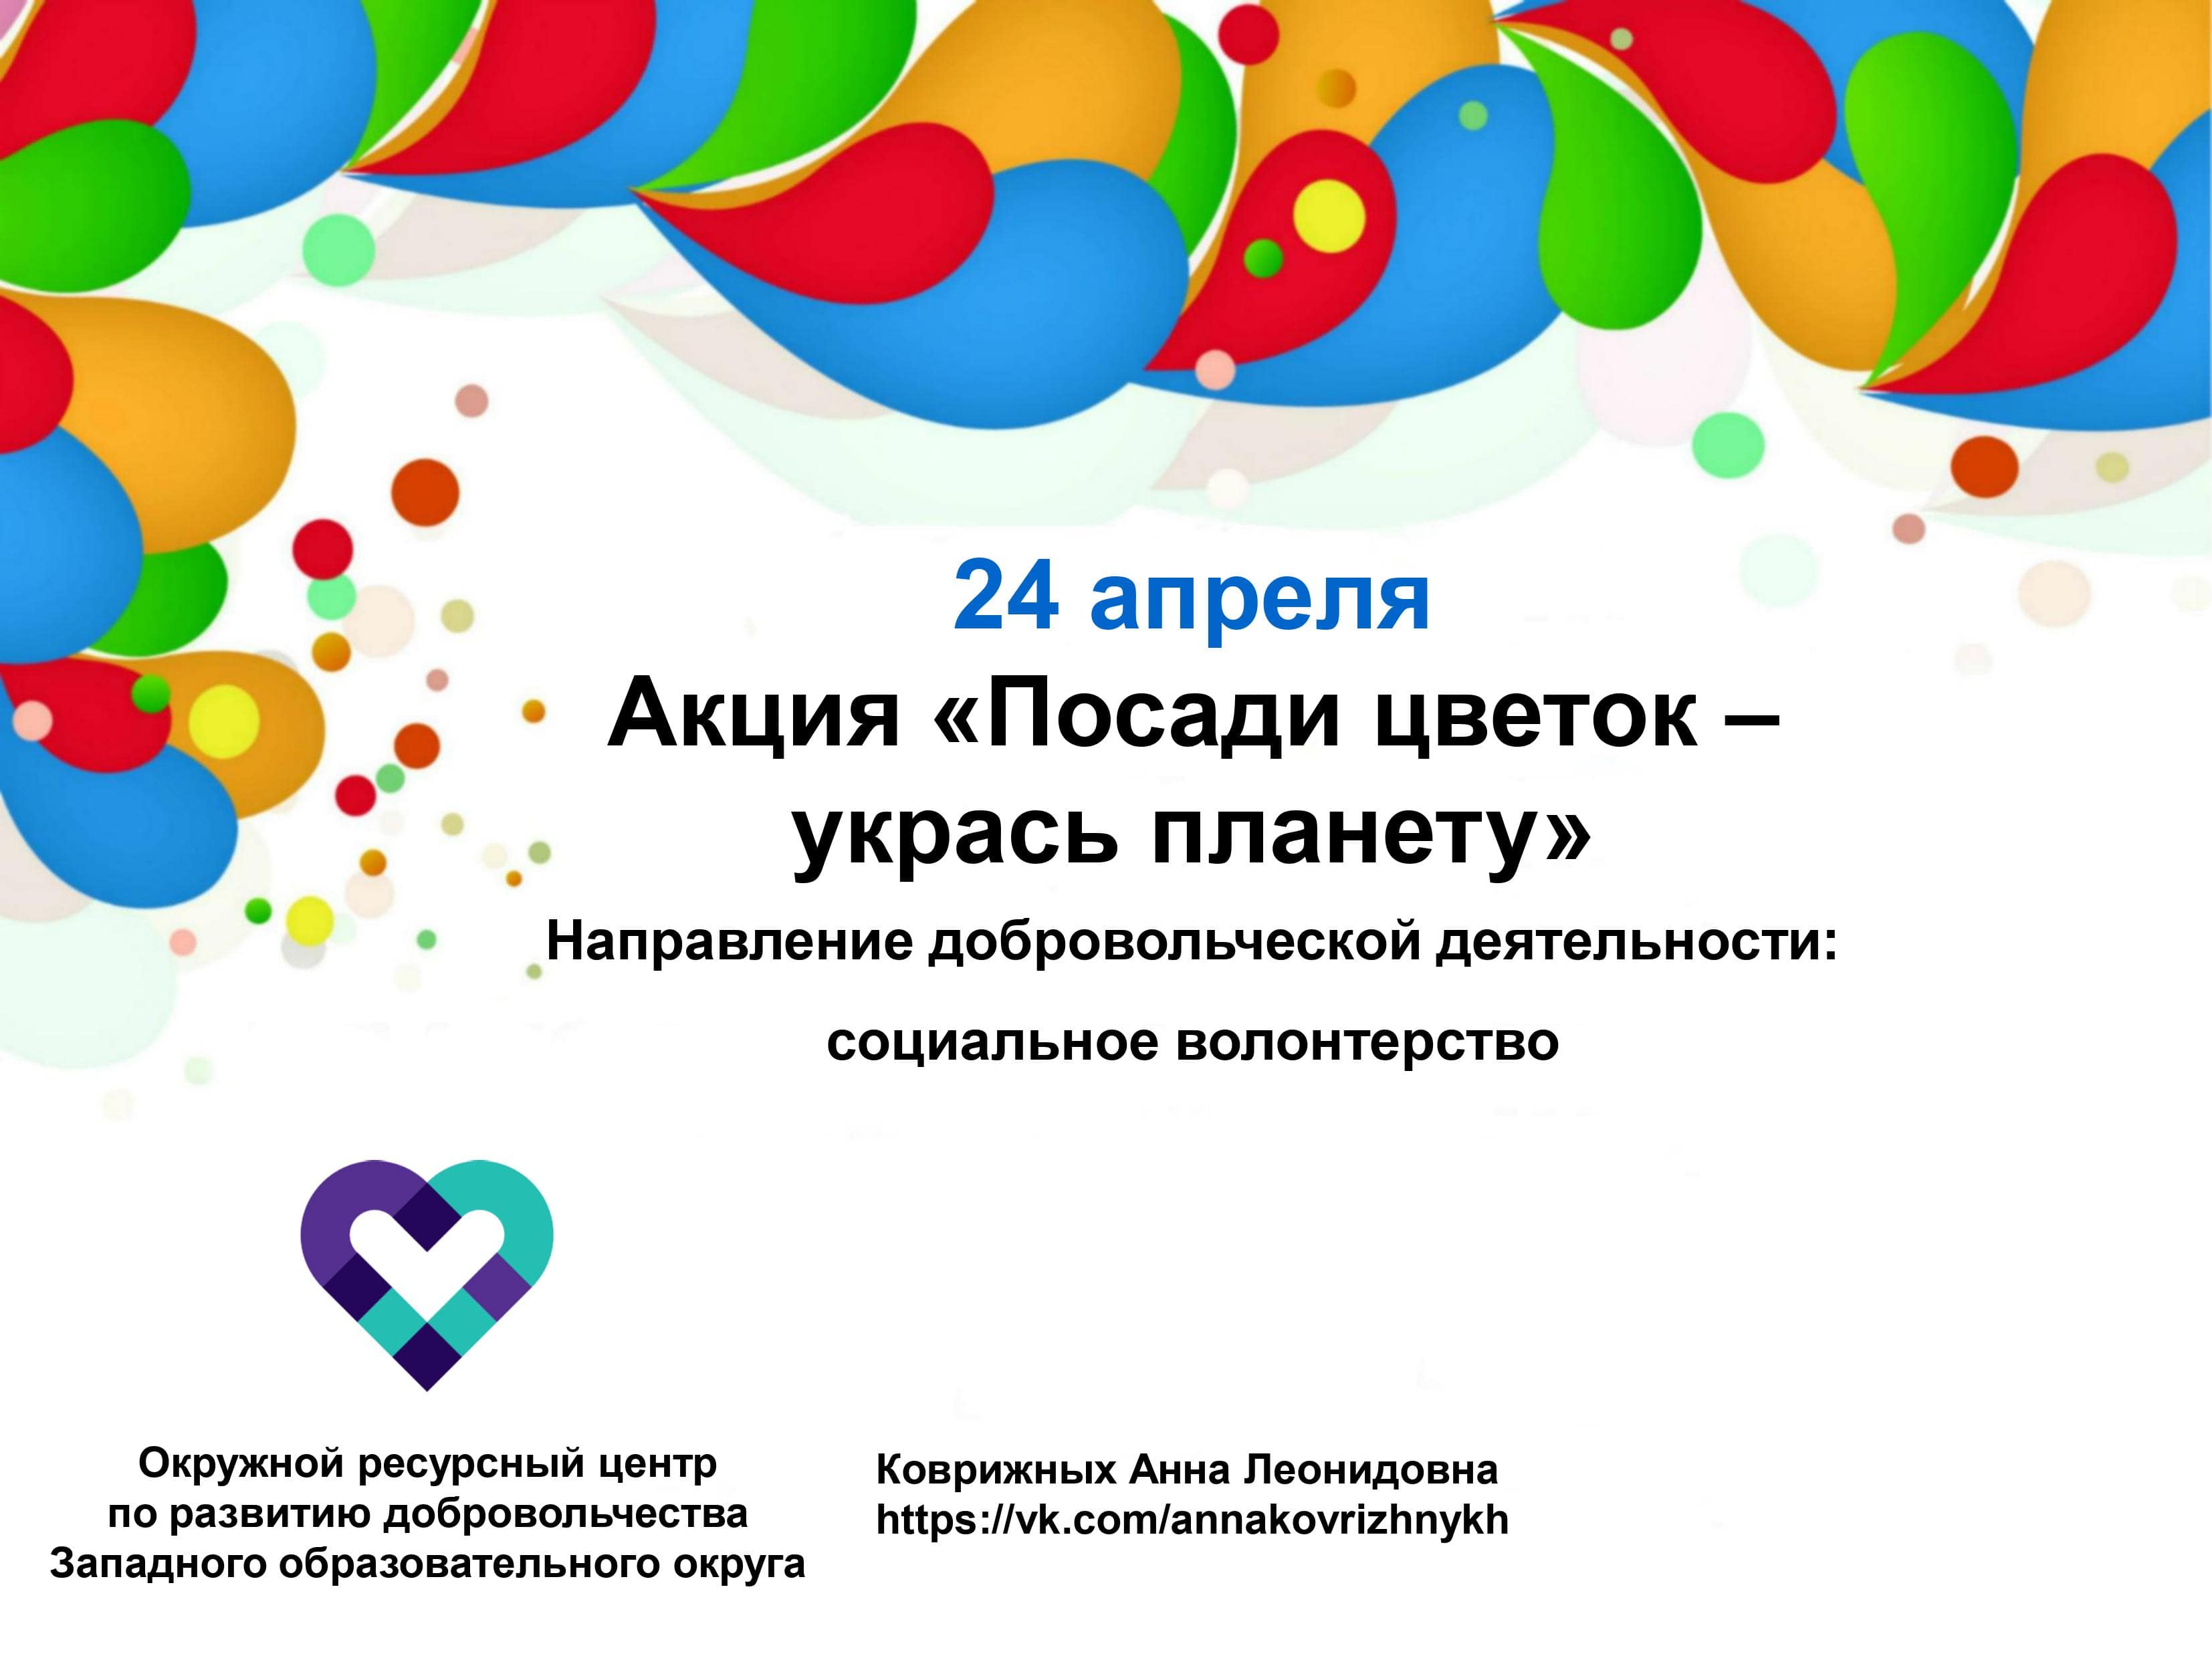 24 апреля
Акция «Посади цветок –
укрась планету»
Направление добровольческой деятельности:
социальное волонтерство
Окружной ресурсный центр
по развитию добровольчества
Западного образовательного округа
Коврижных Анна Леонидовна
https://vk.com/annakovrizhnykh